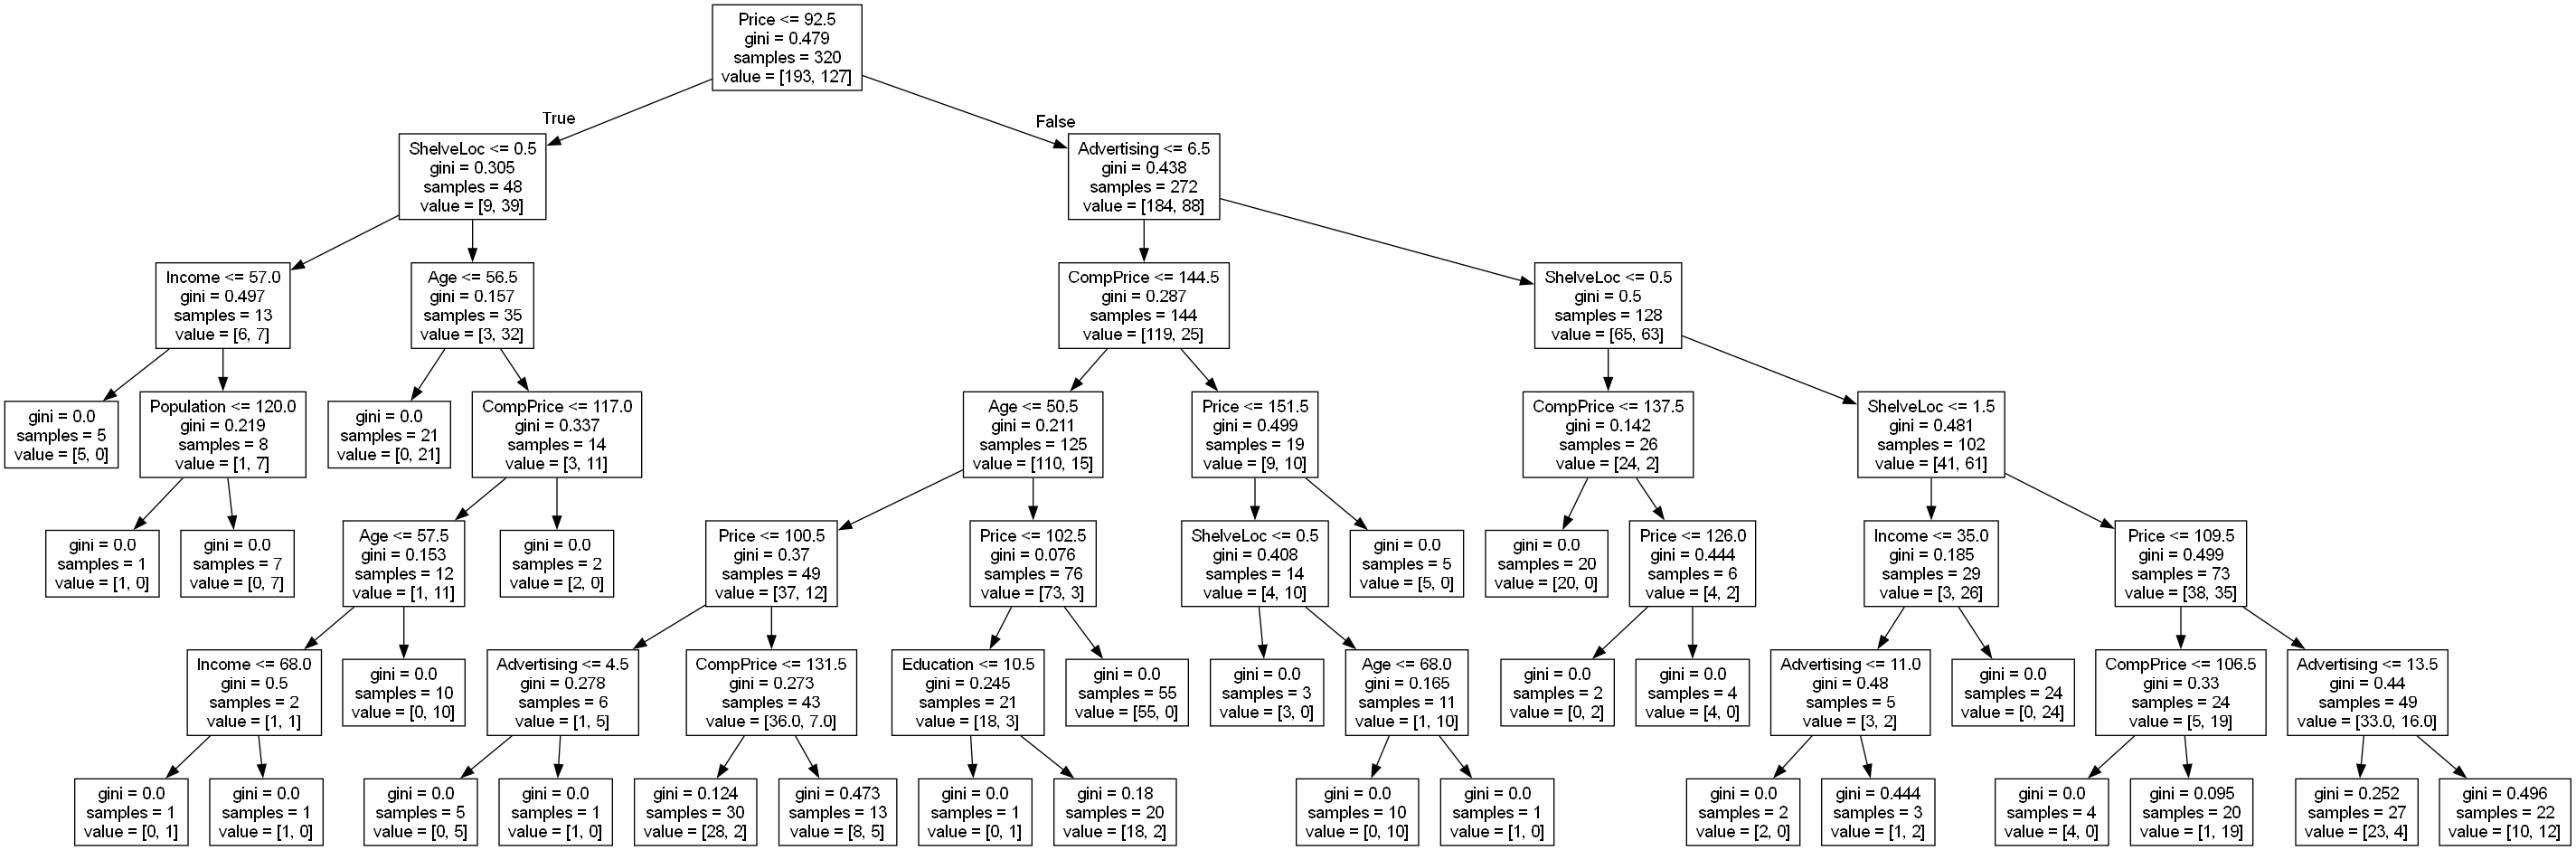 Price <= 92.5
gini = 0.479
samples = 320
value = [193, 127]
True
False
ShelveLoc <= 0.5
gini = 0.305
samples = 48
value = [9, 39]
Advertising <= 6.5
gini = 0.438
samples = 272
value = [184, 88]
Income <= 57.0
gini = 0.497
samples = 13
value = [6, 7]
Age <= 56.5
gini = 0.157
samples = 35
value = [3, 32]
CompPrice <= 144.5
gini = 0.287
samples = 144
value = [119, 25]
ShelveLoc <= 0.5
gini = 0.5
samples = 128
value = [65, 63]
gini = 0.0
samples = 5
value = [5, 0]
Population <= 120.0
gini = 0.219
samples = 8
value = [1, 7]
gini = 0.0
samples = 21
value = [0, 21]
CompPrice <= 117.0
gini = 0.337
samples = 14
value = [3, 11]
Age <= 50.5
gini = 0.211
samples = 125
value = [110, 15]
Price <= 151.5
gini = 0.499
samples = 19
value = [9, 10]
CompPrice <= 137.5
gini = 0.142
samples = 26
value = [24, 2]
ShelveLoc <= 1.5
gini = 0.481
samples = 102
value = [41, 61]
gini = 0.0
samples = 1
value = [1, 0]
gini = 0.0
samples = 7
value = [0, 7]
Age <= 57.5
gini = 0.153
samples = 12
value = [1, 11]
gini = 0.0
samples = 2
value = [2, 0]
Price <= 100.5
gini = 0.37
samples = 49
value = [37, 12]
Price <= 102.5
gini = 0.076
samples = 76
value = [73, 3]
ShelveLoc <= 0.5
gini = 0.408
samples = 14
value = [4, 10]
gini = 0.0
samples = 5
value = [5, 0]
gini = 0.0
samples = 20
value = [20, 0]
Price <= 126.0
gini = 0.444
samples = 6
value = [4, 2]
Income <= 35.0
gini = 0.185
samples = 29
value = [3, 26]
Price <= 109.5
gini = 0.499
samples = 73
value = [38, 35]
Income <= 68.0
gini = 0.5
samples = 2
value = [1, 1]
gini = 0.0
samples = 10
value = [0, 10]
Advertising <= 4.5
gini = 0.278
samples = 6
value = [1, 5]
CompPrice <= 131.5
gini = 0.273
samples = 43
value = [36.0, 7.0]
Education <= 10.5
gini = 0.245
samples = 21
value = [18, 3]
gini = 0.0
samples = 55
value = [55, 0]
gini = 0.0
samples = 3
value = [3, 0]
Age <= 68.0
gini = 0.165
samples = 11
value = [1, 10]
gini = 0.0
samples = 2
value = [0, 2]
gini = 0.0
samples = 4
value = [4, 0]
Advertising <= 11.0
gini = 0.48
samples = 5
value = [3, 2]
gini = 0.0
samples = 24
value = [0, 24]
CompPrice <= 106.5
gini = 0.33
samples = 24
value = [5, 19]
Advertising <= 13.5
gini = 0.44
samples = 49
value = [33.0, 16.0]
gini = 0.0
samples = 1
value = [0, 1]
gini = 0.0
samples = 1
value = [1, 0]
gini = 0.0
samples = 5
value = [0, 5]
gini = 0.0
samples = 1
value = [1, 0]
gini = 0.124
samples = 30
value = [28, 2]
gini = 0.473
samples = 13
value = [8, 5]
gini = 0.0
samples = 1
value = [0, 1]
gini = 0.18
samples = 20
value = [18, 2]
gini = 0.0
samples = 10
value = [0, 10]
gini = 0.0
samples = 1
value = [1, 0]
gini = 0.0
samples = 2
value = [2, 0]
gini = 0.444
samples = 3
value = [1, 2]
gini = 0.0
samples = 4
value = [4, 0]
gini = 0.095
samples = 20
value = [1, 19]
gini = 0.252
samples = 27
value = [23, 4]
gini = 0.496
samples = 22
value = [10, 12]